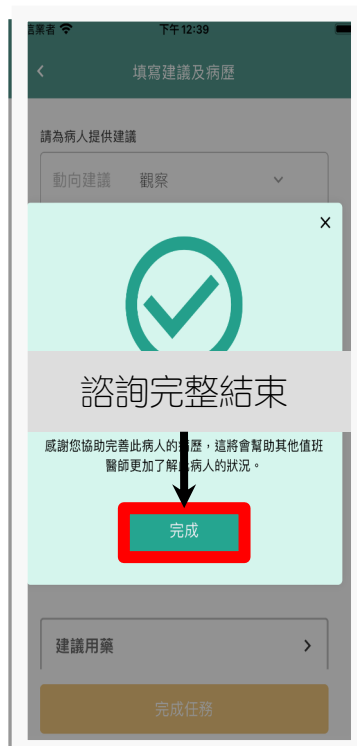 信業者 下午12:39
填寫建議及病歷
請為病人提供建議
動向建議 觀察
諮詢完整結束
感謝您協助完善此病人的病歷，這將會幫助其他值班
醫師更加了解此病人的狀況。
完成
建議用藥
完成任務